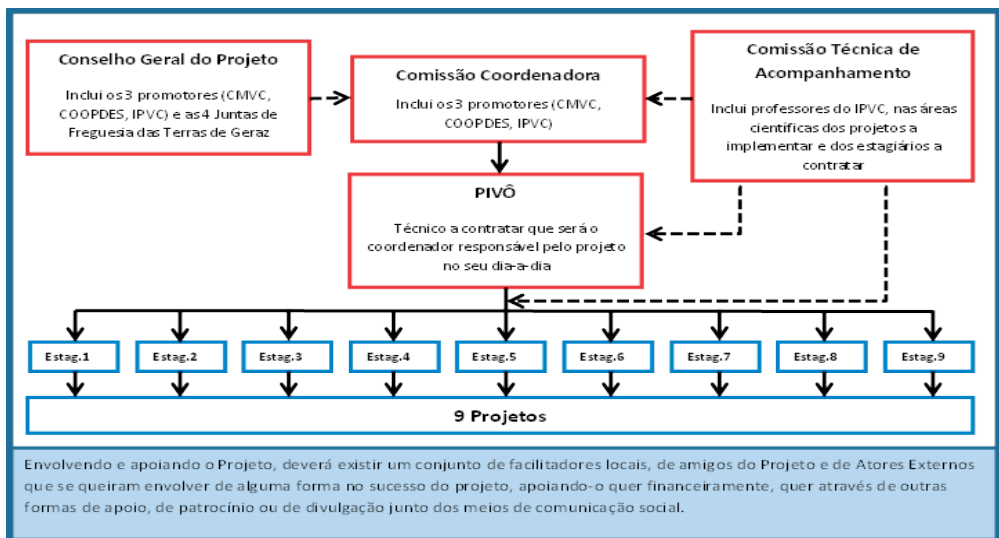 Conselho Geral do Projeto
Inclui os 3 promotores (CMVC,
COOPDES, IPVC) e as 4 Juntas de
Freguesia das Terras de Geraz
Comissão Coordenadora
Inclui os 3 promotores (CMVC,
COOPDES, IPVC)
Comissão Técnica de
Acompanhamento
Inclui professores do IPVC, nas áreas
científicas dos projetos a
implementar e dos estagiários a
contratar
PIVÔ
Técnico a contratar que será o
coordenador responsável pelo projeto
no seu dia-a-dia
Estag.1
Estag.2
Estag.3
Estag.4
Estag.5
Estag.6
Estag.7
Estag.8
Estag.9
9 Projetos
Envolvendo e apoiando o Projeto, deverá existir um conjunto de facilitadores locais, de amigos do Projeto e de Atores Externos
que se queiram envolver de alguma forma no sucesso do projeto, apoiando-o quer financeiramente, quer através de outras
formas de apoio, de patrocínio ou de divulgação junto dos meios de comunicação social.